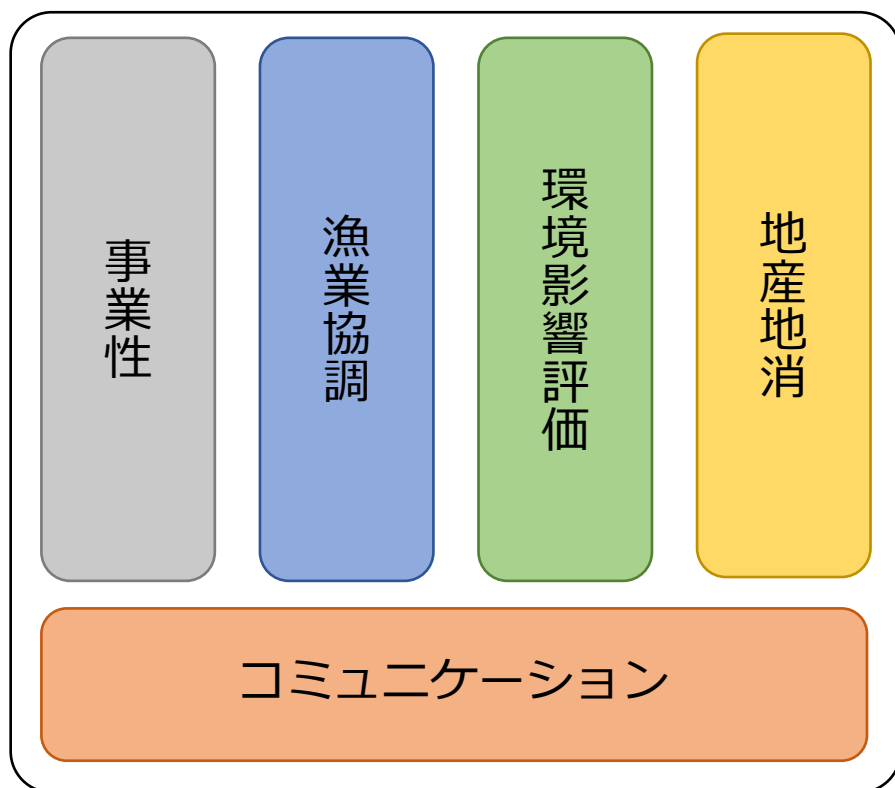 事業性
漁業協調
環境影響評価
地産地消
コミュニケーション